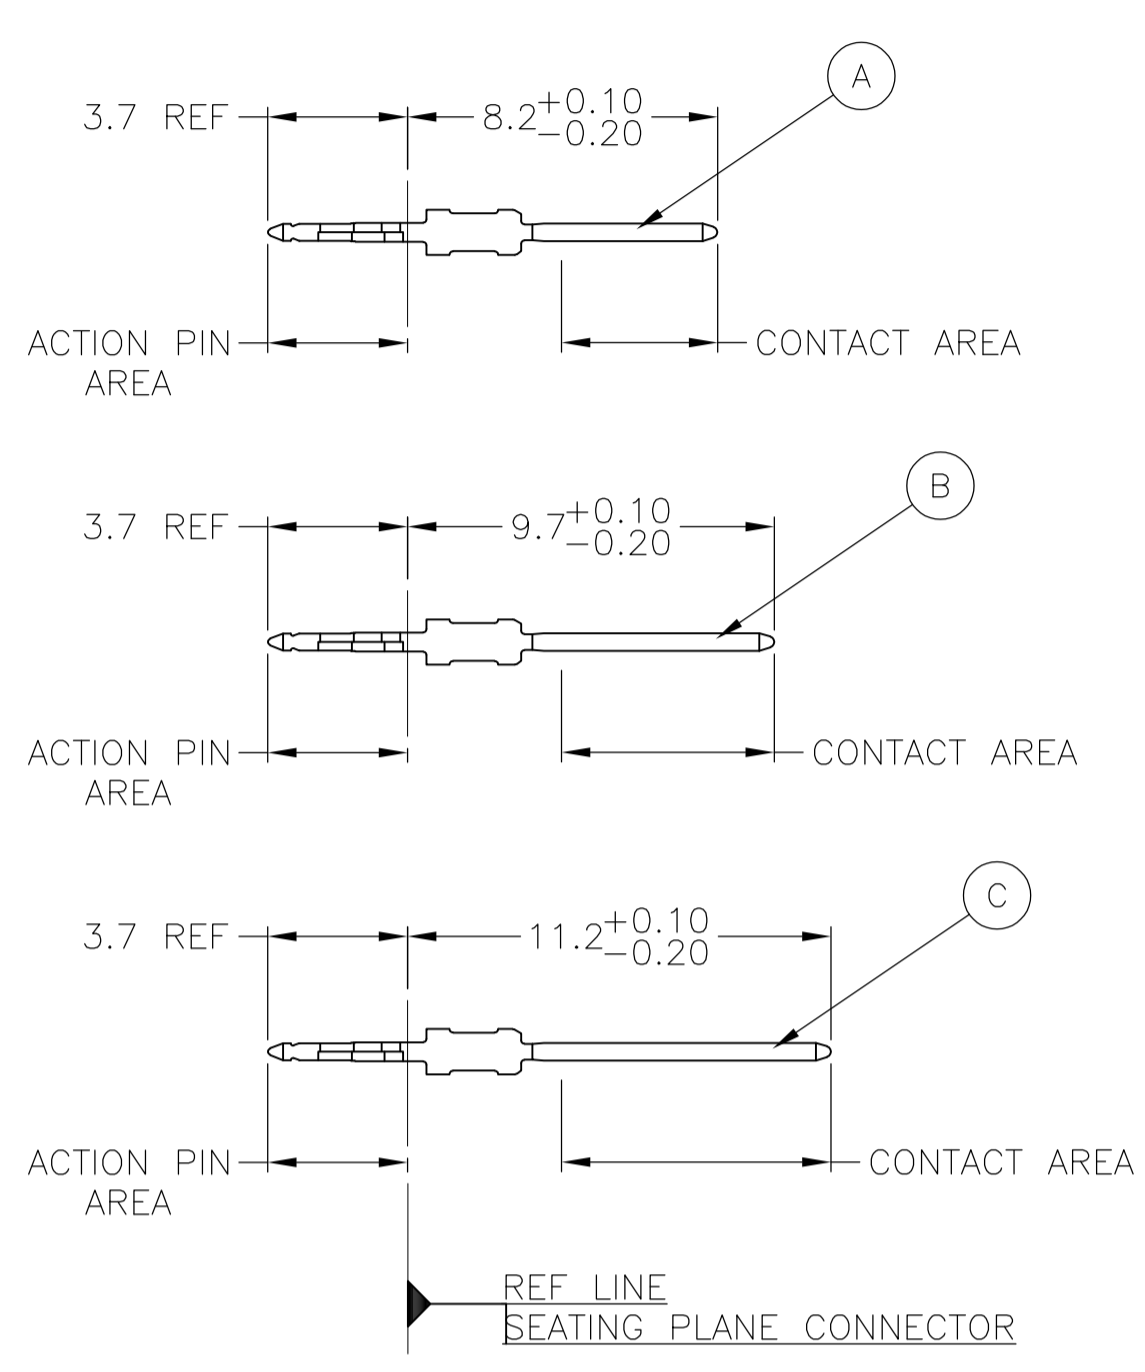 A
3.7 REF 8.2 +0.10 -0.20
ACTION PIN AREA
CONTACT AREA
B
3.7 REF 9.7 +0.10 -0.20
ACTION PIN AREA
CONTACT AREA
C
3.7 REF 11.2 +0.10 -0.20
ACTION PIN AREA
CONTACT AREA
REF LINE
SEATING PLANE CONNECTOR